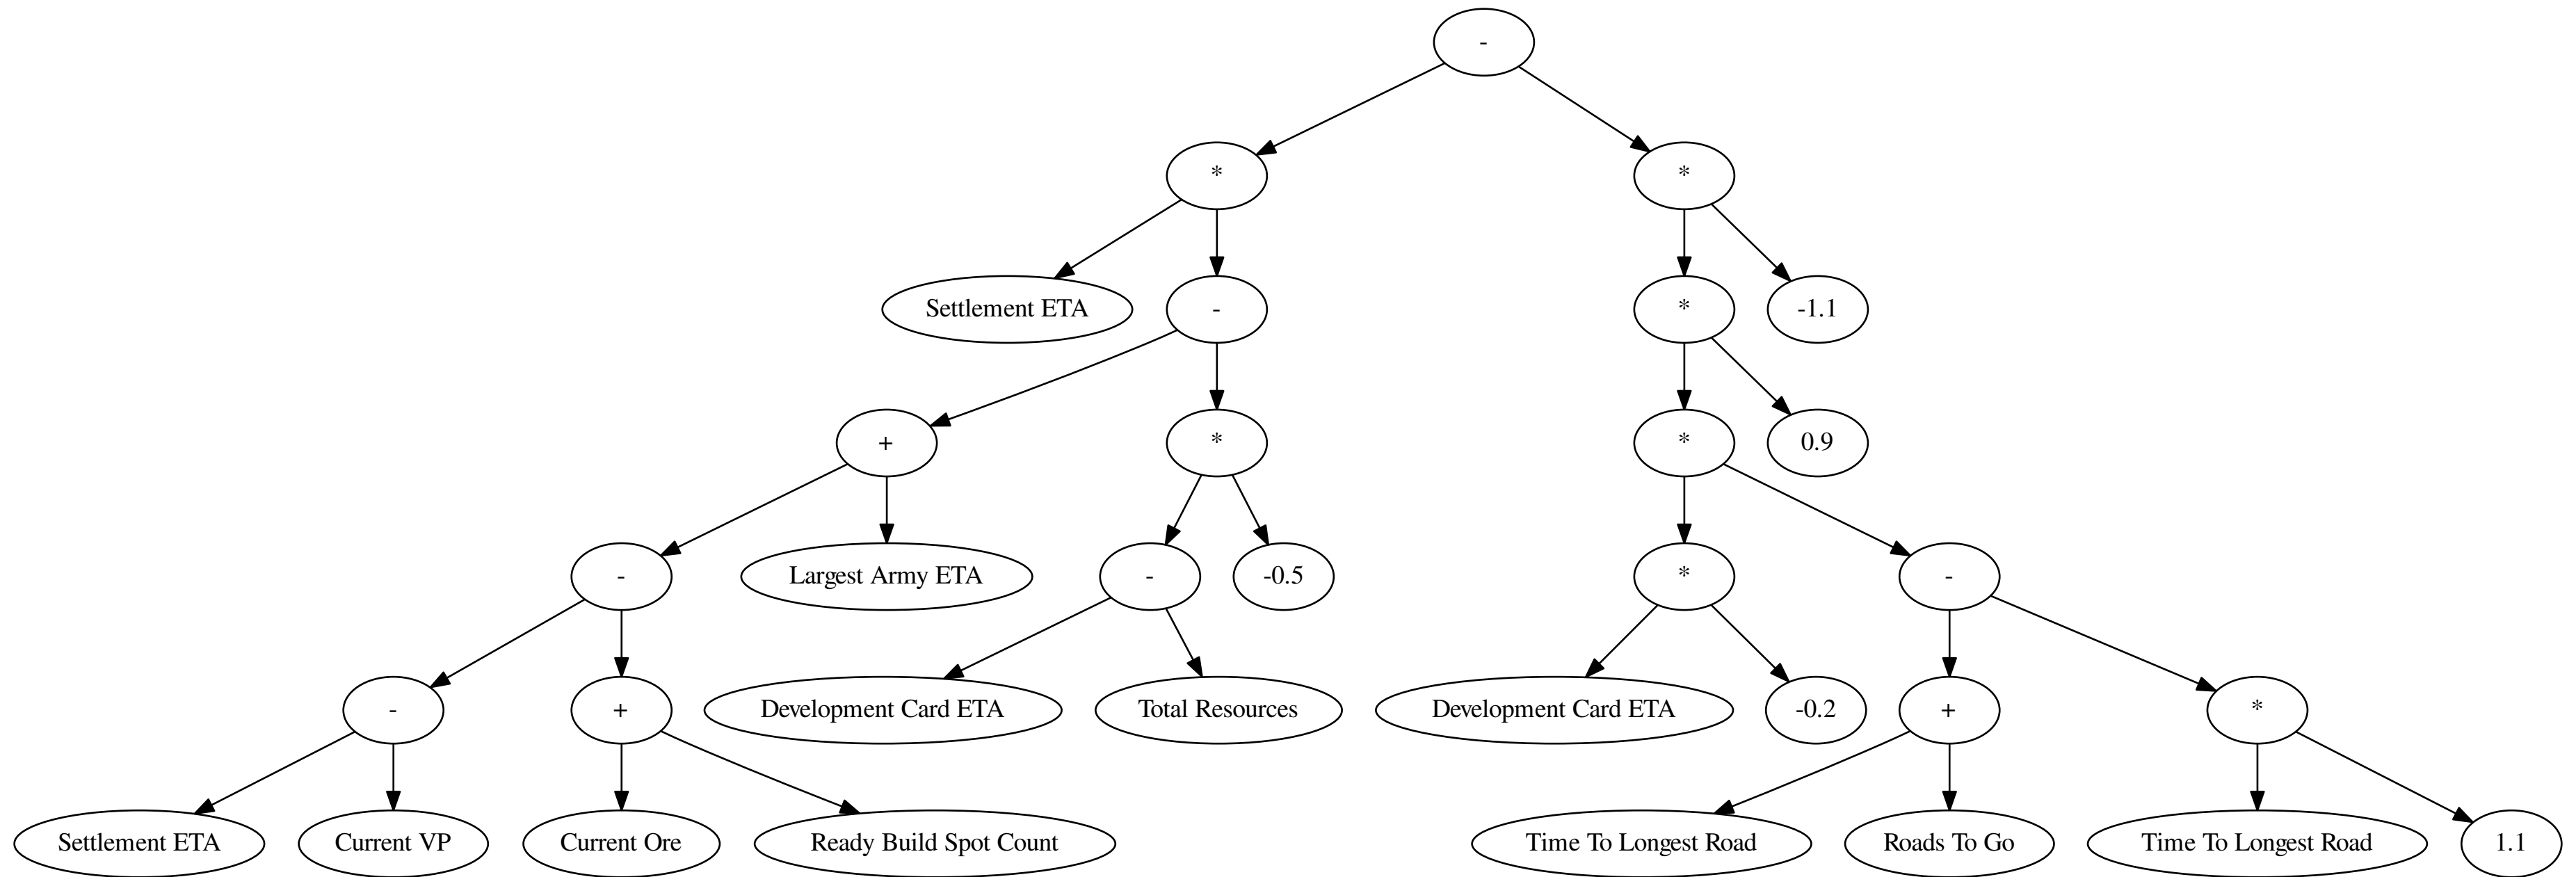 -
* *
Settlement ETA - * -1.1
+ * * 0.9
- Largest Army ETA - -0.5 * -
- + Development Card ETA Total Resources Development Card ETA -0.2 + *
Settlement ETA Current VP Current Ore Ready Build Spot Count Time To Longest Road Roads To Go Time To Longest Road 1.1